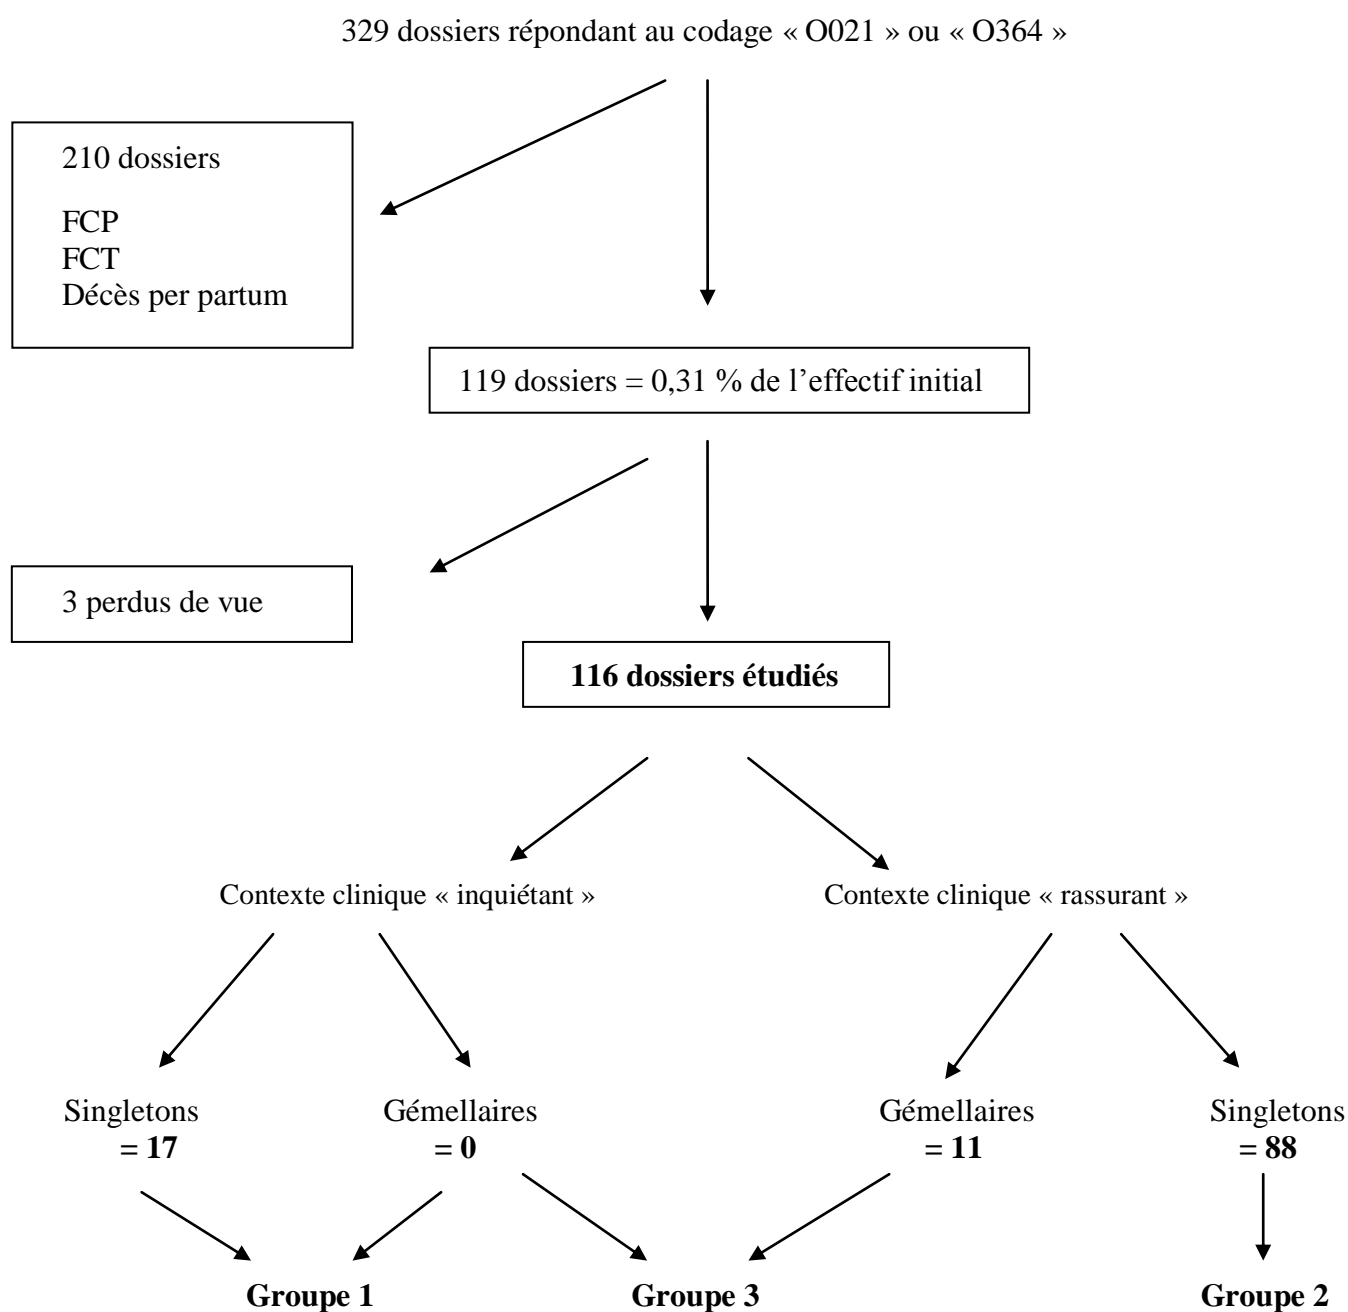 329 dossiers répondant au codage « O021 » ou « O364 »
210 dossiers
FCP
FCT
Décès per partum
119 dossiers = 0,31 % de l’effectif initial
3 perdus de vue
116 dossiers étudiés
Contexte clinique « inquiétant »
Contexte clinique « rassurant »
Singletons
= 17
Gémellaires
= 0
Gémellaires
= 11
Singletons
= 88
Groupe 1
Groupe 3
Groupe 2